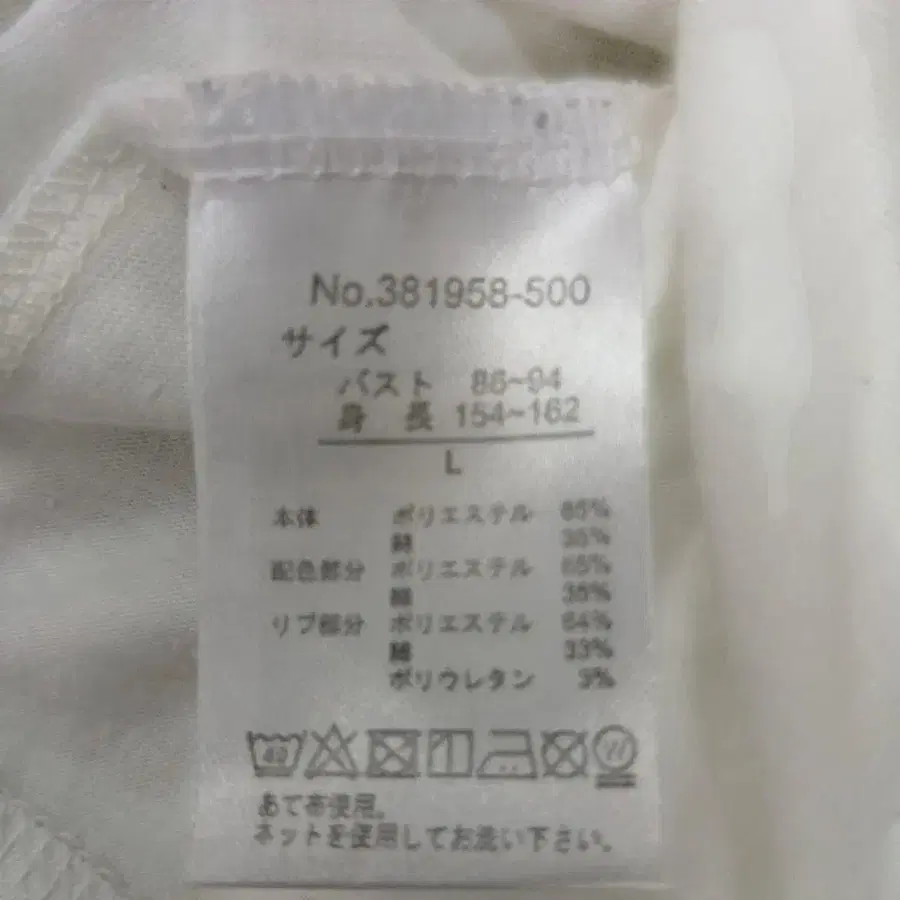 No.381958-500
サイズ
バスト 86~94
身長 154~162
L
本体 ポリエステル 65%
綿 35%
配色部分 ポリエステル 65%
綿 35%
リブ部分 ポリエステル 64%
綿 33%
ポリウレタン 3%
40
あて布使用。
ネットを使用してお洗い下さい。